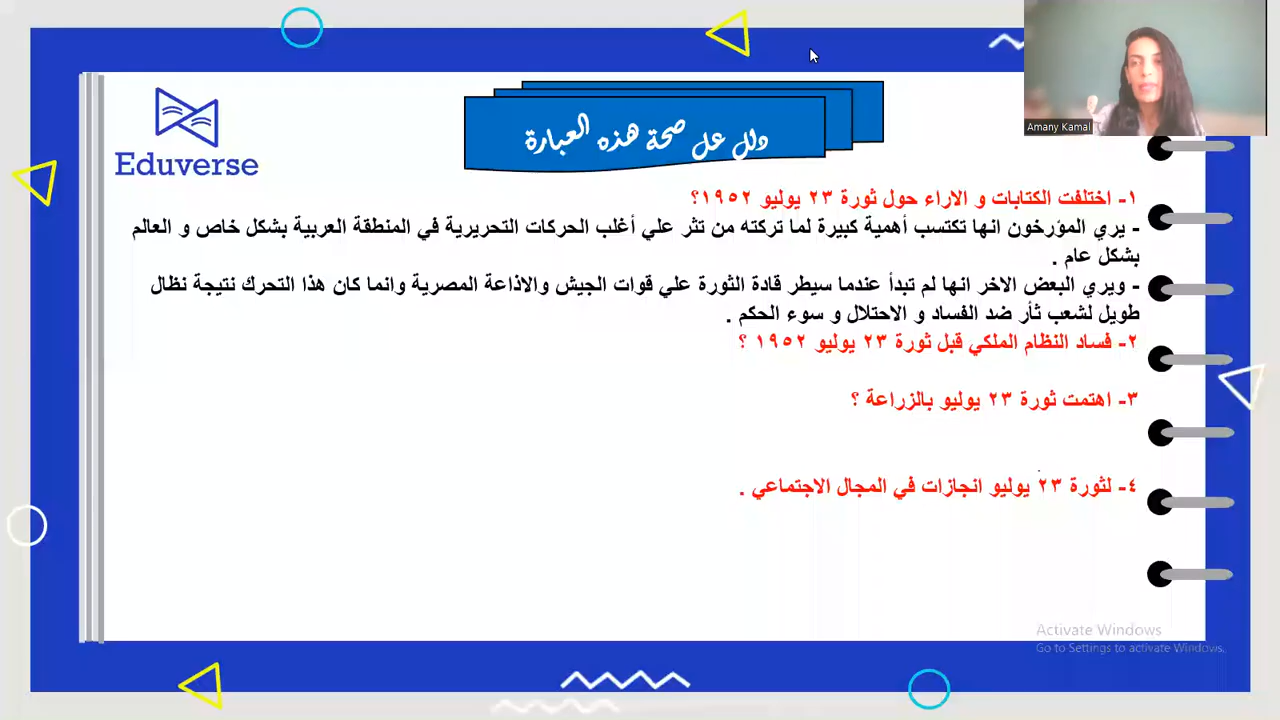 Eduverse
دلل عل صحة هذه العبارة
Amany Kamal
١- اختلفت الكتابات و الاراء حول ثورة ٢٣ يوليو ١٩٥٢؟
- يري المؤرخون انها تكتسب أهمية كبيرة لما تركته من تثر علي أغلب الحركات التحريرية في المنطقة العربية بشكل خاص و العالم
بشكل عام .
- ويري البعض الاخر انها لم تبدأ عندما سيطر قادة الثورة علي قوات الجيش والاذاعة المصرية وانما كان هذا التحرك نتيجة نظال
طويل لشعب ثأر ضد الفساد و الاحتلال و سوء الحكم .
٢- فساد النظام الملكي قبل ثورة ٢٣ يوليو ١٩٥٢ ؟
٣- اهتمت ثورة ٢٣ يوليو بالزراعة ؟
٤- لثورة ٢٣ يوليو انجازات في المجال الاجتماعي .
Activate Windows
Go to Settings to activate Windows.